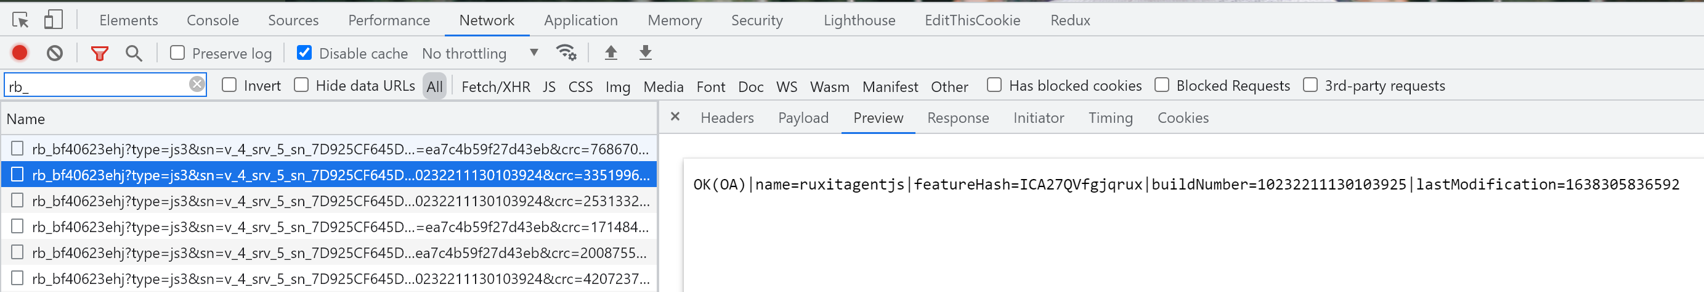 Elements Console Sources Performance Network Application Memory Security Lighthouse EditThisCookie Redux
Preserve log Disable cache No throttling
rb_ Invert Hide data URLs All Fetch/XHR JS CSS Img Media Font Doc WS Wasm Manifest Other Has blocked cookies Blocked Requests 3rd-party requests
Name
Headers Payload Preview Response Initiator Timing Cookies
rb_bf40623ehj?type=js3&sn=v_4_srv_5_sn_7D925CF645D...=ea7c4b59f27d43eb&crc=768670...
rb_bf40623ehj?type=js3&sn=v_4_srv_5_sn_7D925CF645D...0232211130103924&crc=3351996...
rb_bf40623ehj?type=js3&sn=v_4_srv_5_sn_7D925CF645D...0232211130103924&crc=2531332...
rb_bf40623ehj?type=js3&sn=v_4_srv_5_sn_7D925CF645D...=ea7c4b59f27d43eb&crc=171484...
rb_bf40623ehj?type=js3&sn=v_4_srv_5_sn_7D925CF645D...ea7c4b59f27d43eb&crc=2008755...
rb_bf40623ehj?type=js3&sn=v_4_srv_5_sn_7D925CF645D...0232211130103924&crc=4207237...
OK(OA)|name=ruxitagentjs|featureHash=ICA27QVfgjqrux|buildNumber=10232211130103925|lastModification=1638305836592